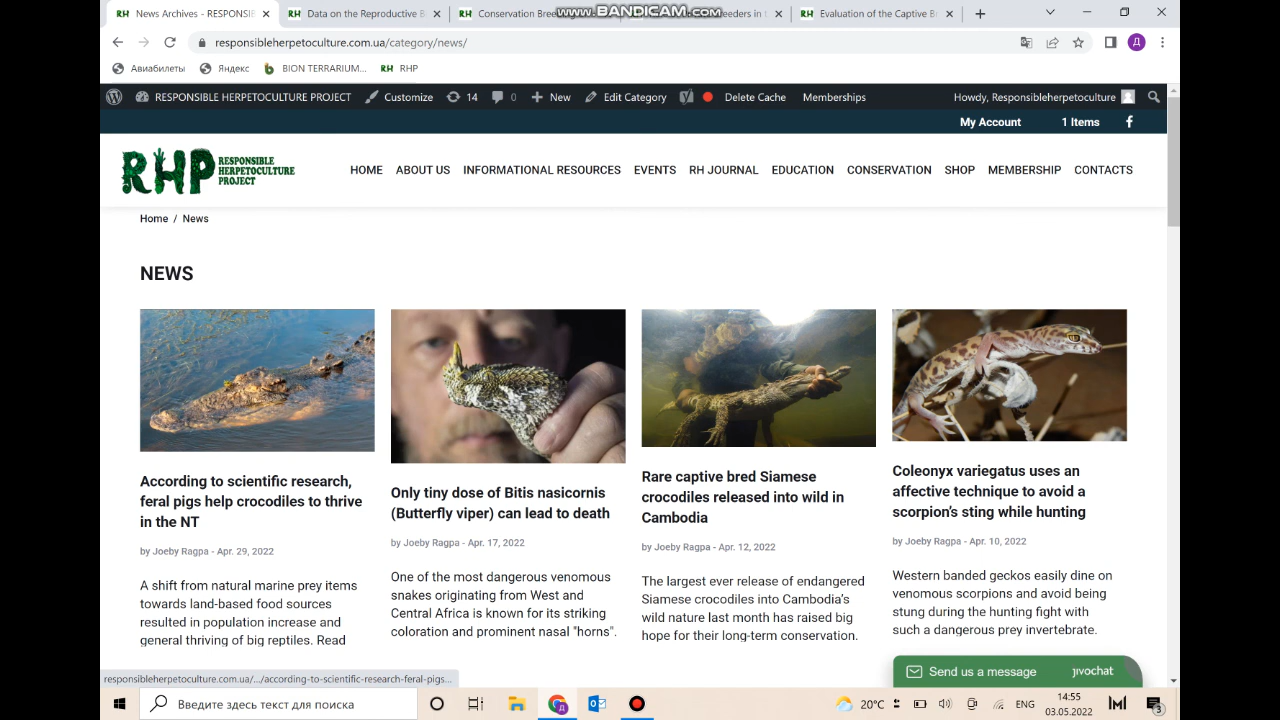 News Archives - RESPONSIB
Data on the Reproductive B
Conservation Breeding
www.BANDICAM.com
eeders in
Evaluation of the Captive B
responsibleherpetoculture.com.ua/category/news/
Д
Авиабилеты
Яндекс
BION TERRARIUM...
RHP
RESPONSIBLE HERPETOCULTURE PROJECT
Customize
14
0
New
Edit Category
Delete Cache
Memberships
Howdy, Responsibleherpetoculture
My Account
1 Items
RHP RESPONSIBLE
HERPETOCULTURE
PROJECT
HOME ABOUT US INFORMATIONAL RESOURCES EVENTS RH JOURNAL EDUCATION CONSERVATION SHOP MEMBERSHIP CONTACTS
Home / News
NEWS
According to scientific research,
feral pigs help crocodiles to thrive
in the NT
by Joeby Ragpa - Apr. 29, 2022
A shift from natural marine prey items
towards land-based food sources
resulted in population increase and
general thriving of big reptiles. Read
Only tiny dose of Bitis nasicornis
(Butterfly viper) can lead to death
by Joeby Ragpa - Apr. 17, 2022
One of the most dangerous venomous
snakes originating from West and
Central Africa is known for its striking
coloration and prominent nasal "horns".
Rare captive bred Siamese
crocodiles released into wild in
Cambodia
by Joeby Ragpa - Apr. 12, 2022
The largest ever release of endangered
Siamese crocodiles into Cambodia's
wild nature last month has raised big
hope for their long-term conservation.
Coleonyx variegatus uses an
affective technique to avoid a
scorpion's sting while hunting
by Joeby Ragpa - Apr. 10, 2022
Western banded geckos easily dine on
venomous scorpions and avoid being
stung during the hunting fight with
such a dangerous prey invertebrate.
Send us a message
jivochat
responsibleherpetoculture.com.ua/.../according-to-scientific-research-feral-pigs...
Введите здесь текст для поиска
20°C
ENG
14:55
03.05.2022
3